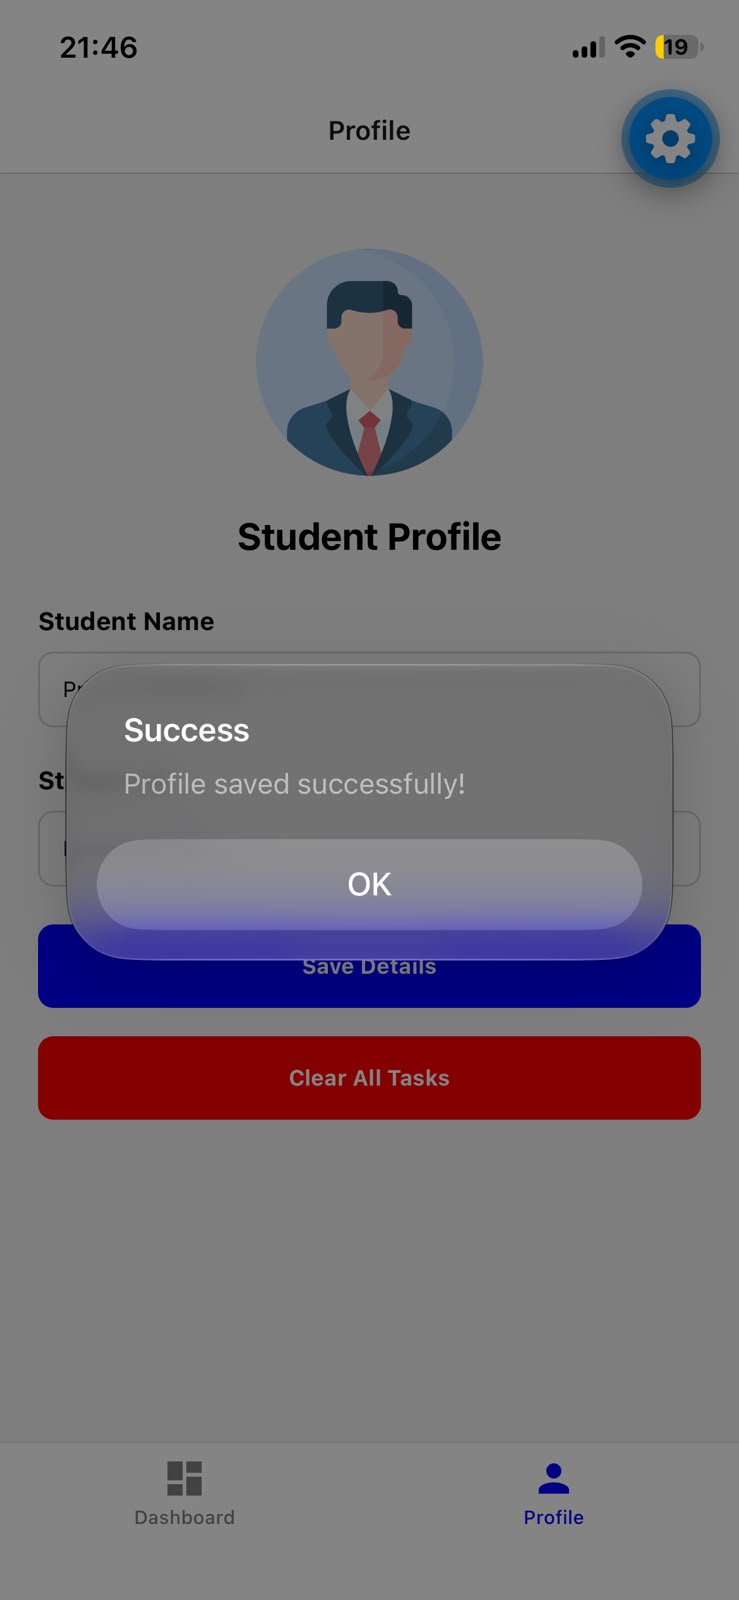 21:46
19
Profile
Student Profile
Student Name
Success
Profile saved successfully!
OK
Save Details
Clear All Tasks
Dashboard
Profile